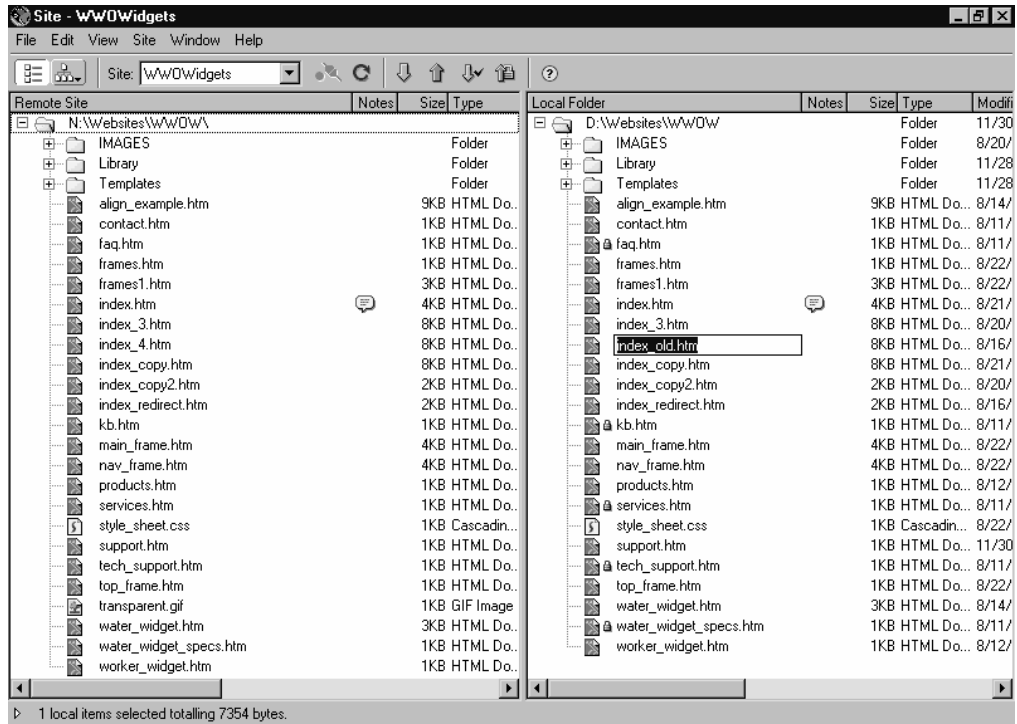 Site - WWOWidgets
File Edit View Site Window Help
Site: WWOWidgets
Remote Site Notes Size Type
N:\Websites\WWOW\
IMAGES Folder
Library Folder
Templates Folder
align_example.htm 9KB HTML Do..
contact.htm 1KB HTML Do..
faq.htm 1KB HTML Do..
frames.htm 1KB HTML Do..
frames1.htm 3KB HTML Do..
index.htm 4KB HTML Do..
index_3.htm 8KB HTML Do..
index_4.htm 8KB HTML Do..
index_copy.htm 8KB HTML Do..
index_copy2.htm 2KB HTML Do..
index_redirect.htm 2KB HTML Do..
kb.htm 1KB HTML Do..
main_frame.htm 4KB HTML Do..
nav_frame.htm 4KB HTML Do..
products.htm 1KB HTML Do..
services.htm 1KB HTML Do..
style_sheet.css 1KB Cascadin...
support.htm 1KB HTML Do..
tech_support.htm 1KB HTML Do..
top_frame.htm 1KB HTML Do..
transparent.gif 1KB GIF Image
water_widget.htm 3KB HTML Do..
water_widget_specs.htm 1KB HTML Do..
worker_widget.htm 1KB HTML Do..
Local Folder Notes Size Type Modifi
D:\Websites\WWOW Folder 11/30
IMAGES Folder 8/20/
Library Folder 11/28
Templates Folder 11/28
align_example.htm 9KB HTML Do... 8/14/
contact.htm 1KB HTML Do... 8/11/
faq.htm 1KB HTML Do... 8/11/
frames.htm 1KB HTML Do... 8/22/
frames1.htm 3KB HTML Do... 8/22/
index.htm 4KB HTML Do... 8/21/
index_3.htm 8KB HTML Do... 8/20/
index_old.htm 8KB HTML Do... 8/16/
index_copy.htm 8KB HTML Do... 8/21/
index_copy2.htm 2KB HTML Do... 8/20/
index_redirect.htm 2KB HTML Do... 8/16/
kb.htm 1KB HTML Do... 8/11/
main_frame.htm 4KB HTML Do... 8/22/
nav_frame.htm 4KB HTML Do... 8/22/
products.htm 1KB HTML Do... 8/12/
services.htm 1KB HTML Do... 8/11/
style_sheet.css 1KB Cascadin... 8/22/
support.htm 1KB HTML Do... 11/30
tech_support.htm 1KB HTML Do... 8/11/
top_frame.htm 1KB HTML Do... 8/22/
water_widget.htm 3KB HTML Do... 8/14/
water_widget_specs.htm 1KB HTML Do... 8/11/
worker_widget.htm 1KB HTML Do... 8/12/
1 local items selected totalling 7354 bytes.